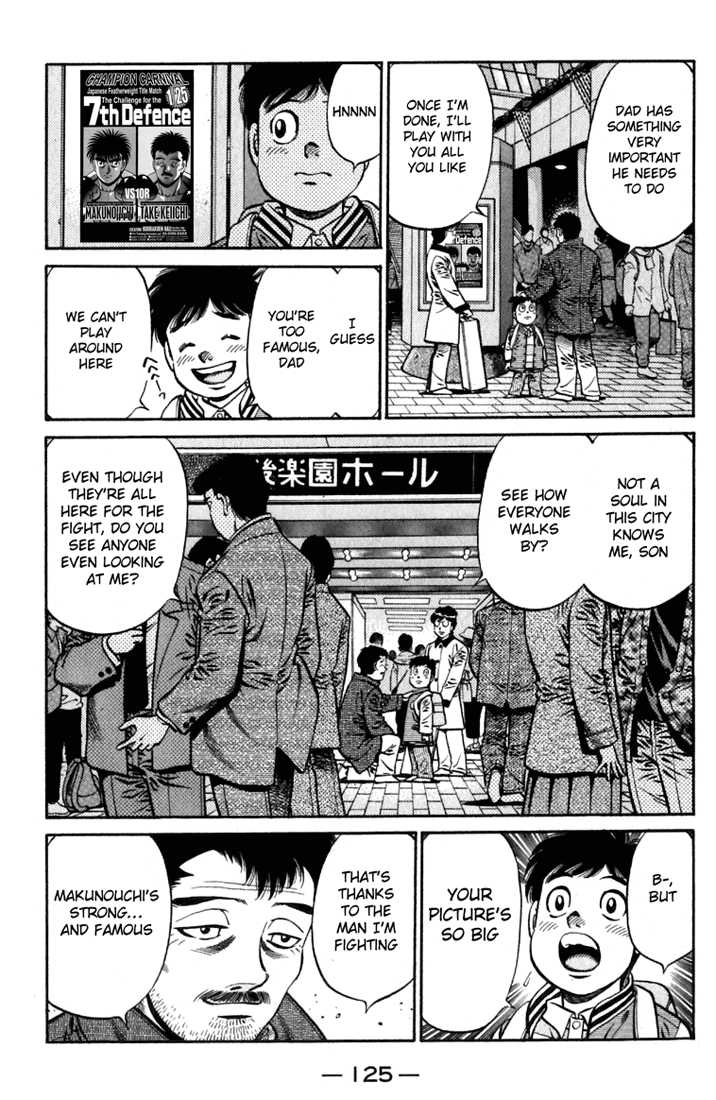 DAD HAS
SOMETHING
VERY
IMPORTANT
HE NEEDS
TO DO
ONCE I'M
DONE, I'LL
PLAY WITH
YOU ALL
YOU LIKE
Defence
HNNNN
CHAMPION CARNIVAL
Japanese Featherweight Title Match
The Challenge for the
1/25
7th Defence
VS10R
MAKUNOUCHI
TAKE KEIICHI
I
GUESS
YOU'RE
TOO
FAMOUS,
DAD
WE CAN'T
PLAY
AROUND
HERE
NOT A
SOUL IN
THIS CITY
KNOWS
ME, SON
SEE HOW
EVERYONE
WALKS
BY?
後楽園ホール
EVEN THOUGH
THEY'RE ALL
HERE FOR THE
FIGHT, DO YOU
SEE ANYONE
EVEN LOOKING
AT ME?
B-,
BUT
YOUR
PICTURE'S
SO BIG
THAT'S
THANKS
TO THE
MAN I'M
FIGHTING
MAKUNOUCHI'S
STRONG...
AND FAMOUS
— 125 —